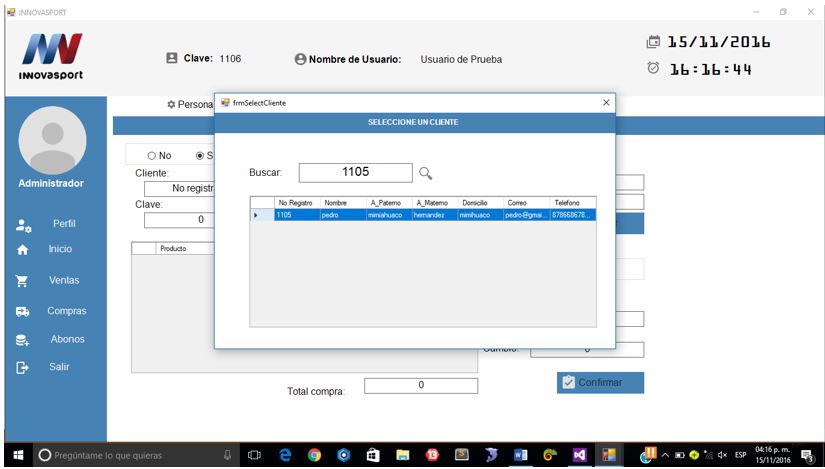 INNOVASPORT
INNOVASPORT
Clave: 1106
Nombre de Usuario: Usuario de Prueba
15/11/2016
16:16:44
Persona
frmSelectCliente
SELECCIONE UN CLIENTE
Buscar: 1105
No.Registro Nombre A_Paterno A_Materno Domicilio Correo Telefono
1105 pedro mimiahuaco hernandez mimihuaco pedro@gmai... 878668678...
Administrador
Perfil
Inicio
Ventas
Compras
Abonos
Salir
No S
Cliente:
No registr
Clave:
0
Producto
Cambio: 0
Total compra: 0
Confirmar
Pregúntame lo que quieras
ESP
04:16 p. m.
15/11/2016